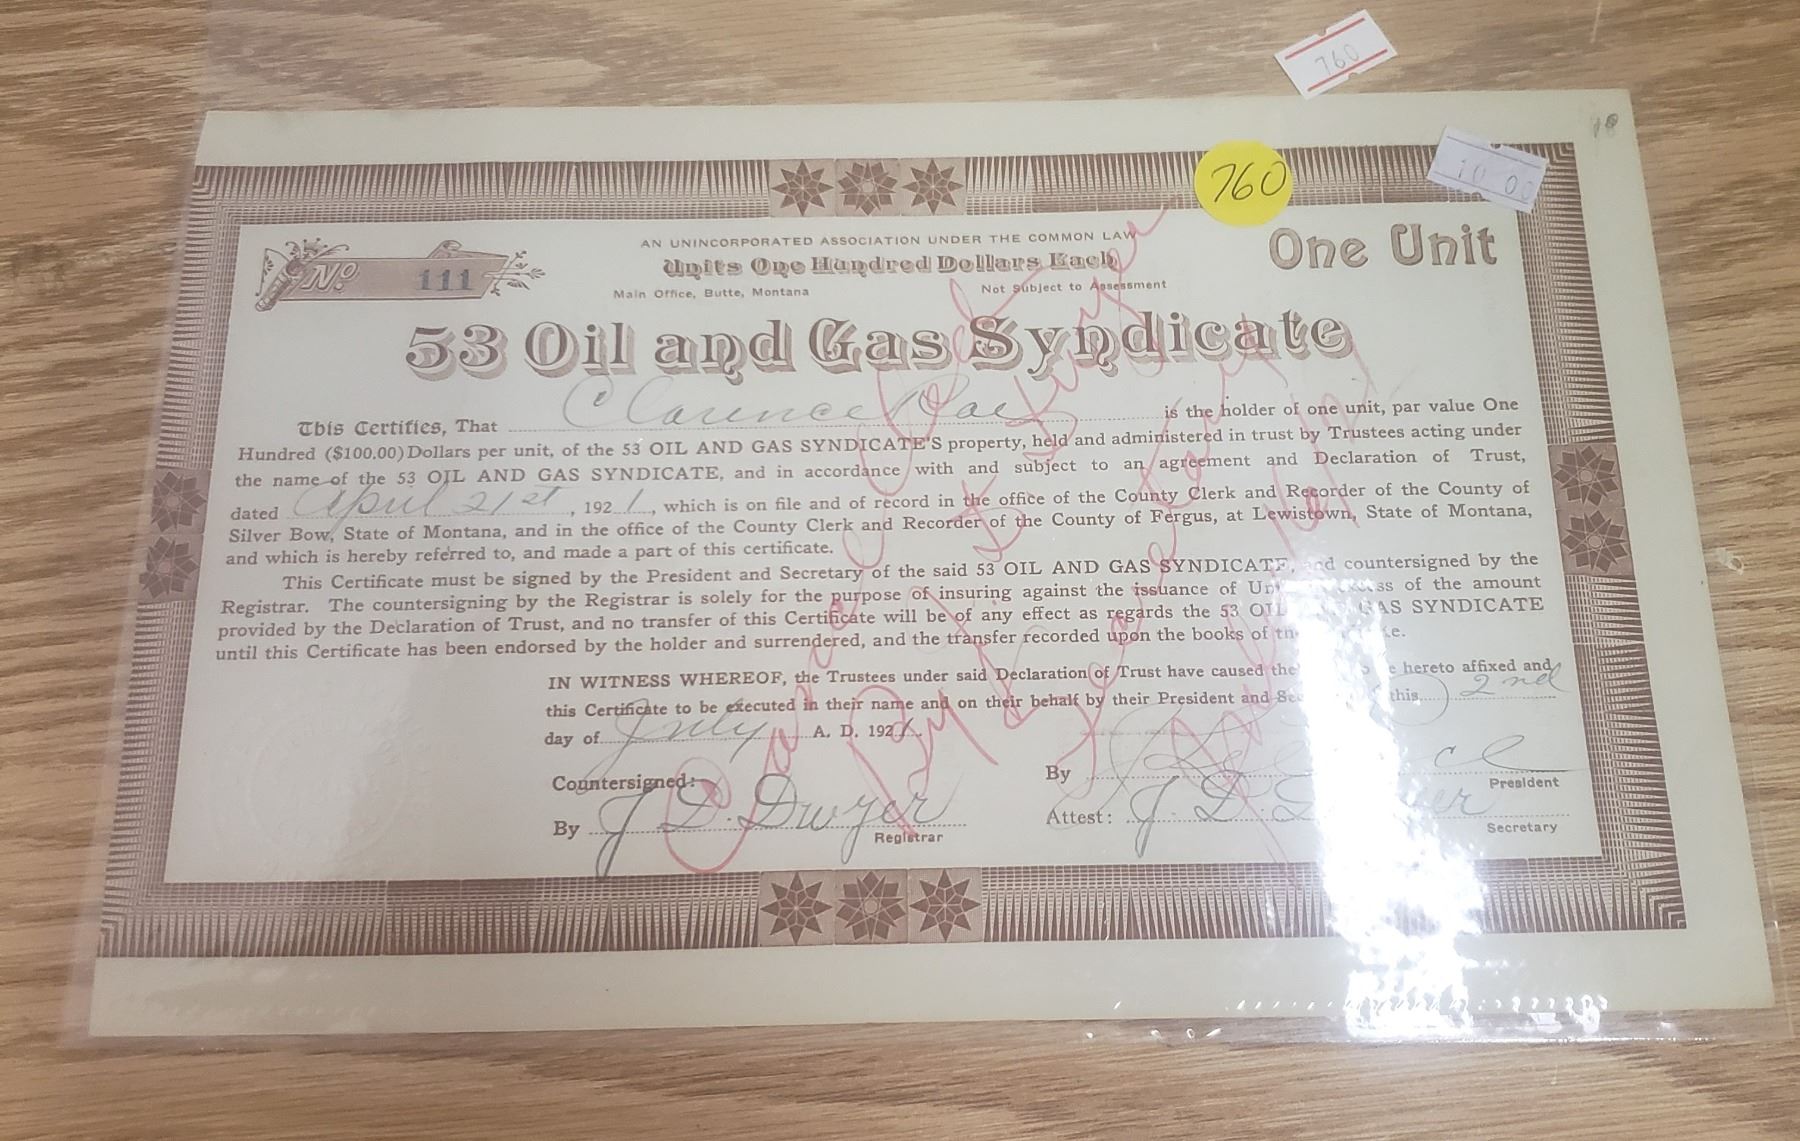 760
18
10 00
760
AN UNINCORPORATED ASSOCIATION UNDER THE COMMON LAW
One Unit
No. 111
Units One Hundred Dollars Each
Main Office, Butte, Montana
Not Subject to Assessment
53 Oil and Gas Syndicate
This Certifies, That Clarence is the holder of one unit, par value One
Hundred ($100.00) Dollars per unit, of the 53 OIL AND GAS SYNDICATE'S property, held and administered in trust by Trustees acting under
the name of the 53 OIL AND GAS SYNDICATE, and in accordance with and subject to an agreement and Declaration of Trust,
dated April 21st, 1921, which is on file and of record in the office of the County Clerk and Recorder of the County of
Silver Bow, State of Montana, and in the office of the County Clerk and Recorder of the County of Fergus, at Lewistown, State of Montana,
and which is hereby referred to, and made a part of this certificate.
This Certificate must be signed by the President and Secretary of the said 53 OIL AND GAS SYNDICATE, and countersigned by the
Registrar. The countersigning by the Registrar is solely for the purpose of insuring against the issuance of of the amount
provided by the Declaration of Trust, and no transfer of this Certificate will be of any effect as regards the 53 OIL GAS SYNDICATE
until this Certificate has been endorsed by the holder and surrendered, and the transfer recorded upon the books of
IN WITNESS WHEREOF, the Trustees under said Declaration of Trust have caused hereto affixed and
this Certificate to be executed in their name and on their behalf by their President and this 2nd
day of July A. D. 1921.
Countersigned:
By J. D. Dwyer
Registrar
By
President
Attest: J. D.
Secretary